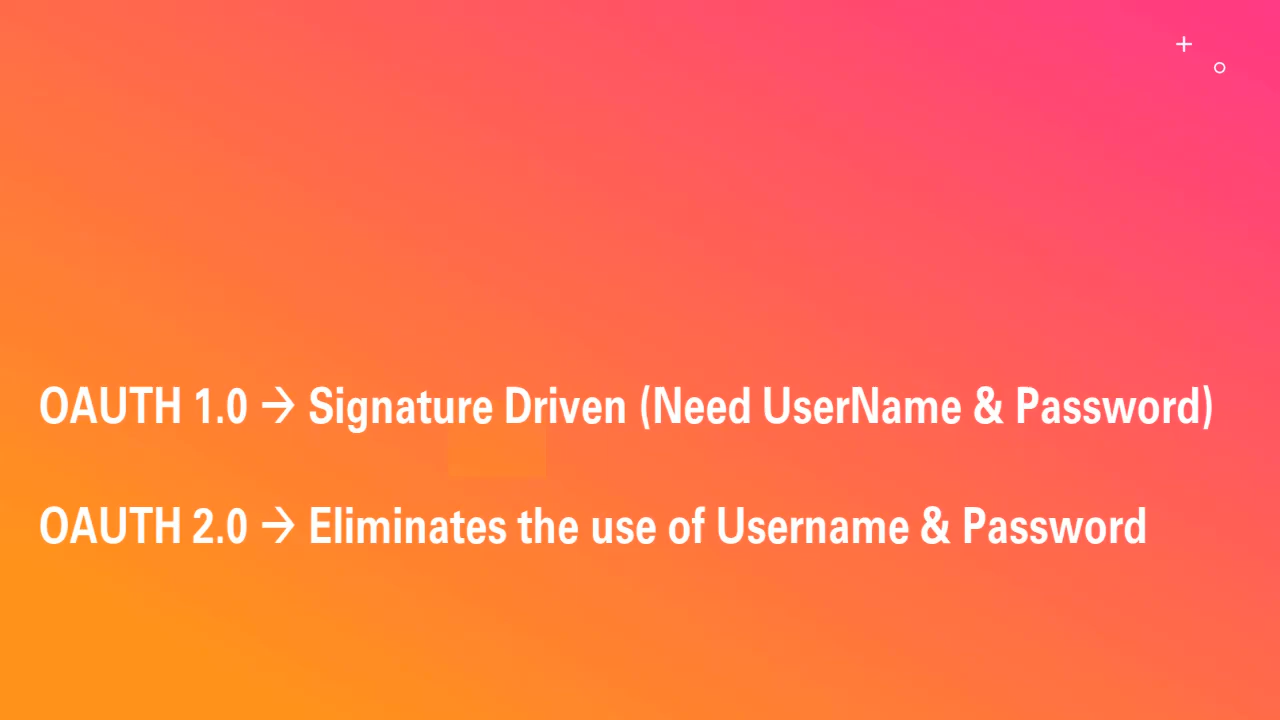 OAUTH 1.0 → Signature Driven (Need UserName & Password)
OAUTH 2.0 → Eliminates the use of Username & Password